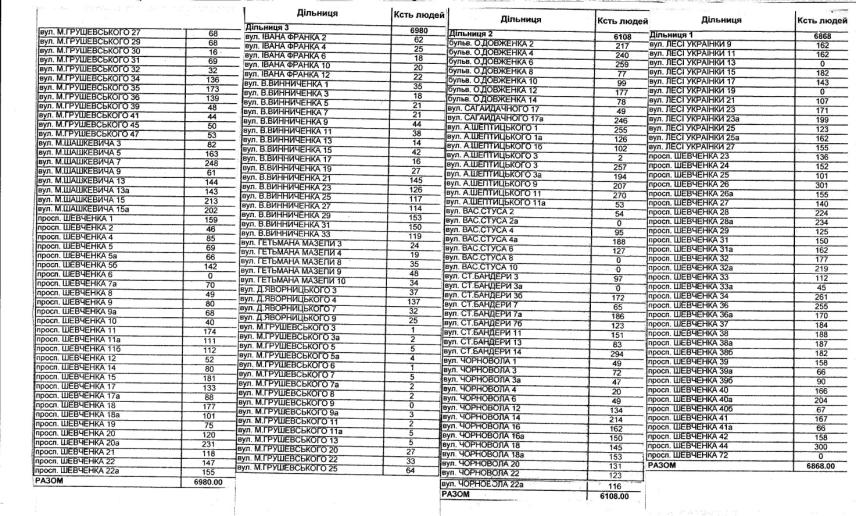 вул. М.ГРУШЕВСЬКОГО 27 68
вул. М.ГРУШЕВСЬКОГО 29 68
вул. М.ГРУШЕВСЬКОГО 30 16
вул. М.ГРУШЕВСЬКОГО 31 69
вул. М.ГРУШЕВСЬКОГО 32 32
вул. М.ГРУШЕВСЬКОГО 34 136
вул. М.ГРУШЕВСЬКОГО 35 173
вул. М.ГРУШЕВСЬКОГО 36 139
вул. М.ГРУШЕВСЬКОГО 39 48
вул. М.ГРУШЕВСЬКОГО 41 44
вул. М.ГРУШЕВСЬКОГО 45 50
вул. М.ГРУШЕВСЬКОГО 47 53
вул. М.ШАШКЕВИЧА 3 82
вул. М.ШАШКЕВИЧА 5 163
вул. М.ШАШКЕВИЧА 7 248
вул. М.ШАШКЕВИЧА 9 61
вул. М.ШАШКЕВИЧА 13 144
вул. М.ШАШКЕВИЧА 13а 143
вул. М.ШАШКЕВИЧА 15 213
вул. М.ШАШКЕВИЧА 15а 202
просп. ШЕВЧЕНКА 1 159
просп. ШЕВЧЕНКА 2 46
просп. ШЕВЧЕНКА 4 85
просп. ШЕВЧЕНКА 5 69
просп. ШЕВЧЕНКА 5а 66
просп. ШЕВЧЕНКА 5б 142
просп. ШЕВЧЕНКА 6 0
просп. ШЕВЧЕНКА 7а 70
просп. ШЕВЧЕНКА 8 49
просп. ШЕВЧЕНКА 9 80
просп. ШЕВЧЕНКА 9а 68
просп. ШЕВЧЕНКА 10 40
просп. ШЕВЧЕНКА 11 174
просп. ШЕВЧЕНКА 11а 111
просп. ШЕВЧЕНКА 11б 112
просп. ШЕВЧЕНКА 12 52
просп. ШЕВЧЕНКА 14 80
просп. ШЕВЧЕНКА 15 181
просп. ШЕВЧЕНКА 17 133
просп. ШЕВЧЕНКА 17а 88
просп. ШЕВЧЕНКА 18 177
просп. ШЕВЧЕНКА 18а 101
просп. ШЕВЧЕНКА 19 75
просп. ШЕВЧЕНКА 20 120
просп. ШЕВЧЕНКА 20а 231
просп. ШЕВЧЕНКА 21 118
просп. ШЕВЧЕНКА 22 147
просп. ШЕВЧЕНКА 22а 155
РАЗОМ 6980.00
Дільниця Ксть людей
Дільниця 3 6980
вул. ІВАНА ФРАНКА 2 62
вул. ІВАНА ФРАНКА 4 25
вул. ІВАНА ФРАНКА 6 18
вул. ІВАНА ФРАНКА 10 20
вул. ІВАНА ФРАНКА 12 22
вул. В.ВИННИЧЕНКА 1 35
вул. В.ВИННИЧЕНКА 3 18
вул. В.ВИННИЧЕНКА 5 21
вул. В.ВИННИЧЕНКА 7 21
вул. В.ВИННИЧЕНКА 9 44
вул. В.ВИННИЧЕНКА 11 38
вул. В.ВИННИЧЕНКА 13 14
вул. В.ВИННИЧЕНКА 15 42
вул. В.ВИННИЧЕНКА 17 16
вул. В.ВИННИЧЕНКА 19 27
вул. В.ВИННИЧЕНКА 21 145
вул. В.ВИННИЧЕНКА 23 126
вул. В.ВИННИЧЕНКА 25 117
вул. В.ВИННИЧЕНКА 27 114
вул. В.ВИННИЧЕНКА 29 153
вул. В.ВИННИЧЕНКА 31 150
вул. В.ВИННИЧЕНКА 33 119
вул. ГЕТЬМАНА МАЗЕПИ 3 24
вул. ГЕТЬМАНА МАЗЕПИ 4 19
вул. ГЕТЬМАНА МАЗЕПИ 8 35
вул. ГЕТЬМАНА МАЗЕПИ 9 48
вул. ГЕТЬМАНА МАЗЕПИ 10 34
вул. Д.ЯВОРНИЦЬКОГО 3 37
вул. Д.ЯВОРНИЦЬКОГО 4 137
вул. Д.ЯВОРНИЦЬКОГО 7 32
вул. Д.ЯВОРНИЦЬКОГО 9 25
вул. М.ГРУШЕВСЬКОГО 3 1
вул. М.ГРУШЕВСЬКОГО 3а 2
вул. М.ГРУШЕВСЬКОГО 5 5
вул. М.ГРУШЕВСЬКОГО 5а 4
вул. М.ГРУШЕВСЬКОГО 6 1
вул. М.ГРУШЕВСЬКОГО 7 5
вул. М.ГРУШЕВСЬКОГО 7а 2
вул. М.ГРУШЕВСЬКОГО 8 2
вул. М.ГРУШЕВСЬКОГО 9 0
вул. М.ГРУШЕВСЬКОГО 9а 3
вул. М.ГРУШЕВСЬКОГО 11 2
вул. М.ГРУШЕВСЬКОГО 11а 5
вул. М.ГРУШЕВСЬКОГО 13 5
вул. М.ГРУШЕВСЬКОГО 20 27
вул. М.ГРУШЕВСЬКОГО 22 33
вул. М.ГРУШЕВСЬКОГО 25 64
Дільниця Ксть людей
Дільниця 2 6108
бульв. О.ДОВЖЕНКА 2 217
бульв. О.ДОВЖЕНКА 4 240
бульв. О.ДОВЖЕНКА 6 259
бульв. О.ДОВЖЕНКА 8 77
бульв. О.ДОВЖЕНКА 10 99
бульв. О.ДОВЖЕНКА 12 177
бульв. О.ДОВЖЕНКА 14 78
вул. САГАЙДАЧНОГО 17 49
вул. САГАЙДАЧНОГО 17а 246
вул. А.ШЕПТИЦЬКОГО 1 255
вул. А.ШЕПТИЦЬКОГО 1а 126
вул. А.ШЕПТИЦЬКОГО 1б 102
вул. А.ШЕПТИЦЬКОГО 3 2
вул. А.ШЕПТИЦЬКОГО 3 257
вул. А.ШЕПТИЦЬКОГО 3а 194
вул. А.ШЕПТИЦЬКОГО 9 207
вул. А.ШЕПТИЦЬКОГО 11 270
вул. А.ШЕПТИЦЬКОГО 11а 53
вул. ВАС.СТУСА 2 54
вул. ВАС.СТУСА 2а 0
вул. ВАС.СТУСА 4 95
вул. ВАС.СТУСА 4а 188
вул. ВАС.СТУСА 6 127
вул. ВАС.СТУСА 8 0
вул. ВАС.СТУСА 10 0
вул. СТ.БАНДЕРИ 3 97
вул. СТ.БАНДЕРИ 3а 0
вул. СТ.БАНДЕРИ 3б 172
вул. СТ.БАНДЕРИ 7 65
вул. СТ.БАНДЕРИ 7а 186
вул. СТ.БАНДЕРИ 7б 123
вул. СТ.БАНДЕРИ 11 151
вул. СТ.БАНДЕРИ 13 83
вул. СТ.БАНДЕРИ 14 294
вул. ЧОРНОВОЛА 1 49
вул. ЧОРНОВОЛА 3 72
вул. ЧОРНОВОЛА 3а 47
вул. ЧОРНОВОЛА 4 20
вул. ЧОРНОВОЛА 6 49
вул. ЧОРНОВОЛА 12 134
вул. ЧОРНОВОЛА 14 214
вул. ЧОРНОВОЛА 16 162
вул. ЧОРНОВОЛА 16а 150
вул. ЧОРНОВОЛА 18 145
вул. ЧОРНОВОЛА 18а 153
вул. ЧОРНОВОЛА 20 131
вул. ЧОРНОВОЛА 22 123
вул. ЧОРНОВОЛА 22а 116
РАЗОМ 6108.00
Дільниця Ксть людей
Дільниця 1 6868
вул. ЛЕСІ УКРАЇНКИ 9 162
вул. ЛЕСІ УКРАЇНКИ 11 162
вул. ЛЕСІ УКРАЇНКИ 13 0
вул. ЛЕСІ УКРАЇНКИ 15 182
вул. ЛЕСІ УКРАЇНКИ 17 143
вул. ЛЕСІ УКРАЇНКИ 19 0
вул. ЛЕСІ УКРАЇНКИ 21 107
вул. ЛЕСІ УКРАЇНКИ 23 171
вул. ЛЕСІ УКРАЇНКИ 23а 199
вул. ЛЕСІ УКРАЇНКИ 25 123
вул. ЛЕСІ УКРАЇНКИ 25а 162
вул. ЛЕСІ УКРАЇНКИ 27 155
просп. ШЕВЧЕНКА 23 136
просп. ШЕВЧЕНКА 24 152
просп. ШЕВЧЕНКА 25 101
просп. ШЕВЧЕНКА 26 301
просп. ШЕВЧЕНКА 26а 155
просп. ШЕВЧЕНКА 27 140
просп. ШЕВЧЕНКА 28 224
просп. ШЕВЧЕНКА 28а 234
просп. ШЕВЧЕНКА 29 125
просп. ШЕВЧЕНКА 31 150
просп. ШЕВЧЕНКА 31а 162
просп. ШЕВЧЕНКА 32 177
просп. ШЕВЧЕНКА 32а 219
просп. ШЕВЧЕНКА 33 112
просп. ШЕВЧЕНКА 33а 45
просп. ШЕВЧЕНКА 34 261
просп. ШЕВЧЕНКА 36 255
просп. ШЕВЧЕНКА 36а 170
просп. ШЕВЧЕНКА 37 184
просп. ШЕВЧЕНКА 38 188
просп. ШЕВЧЕНКА 38а 187
просп. ШЕВЧЕНКА 38б 182
просп. ШЕВЧЕНКА 39 158
просп. ШЕВЧЕНКА 39а 66
просп. ШЕВЧЕНКА 39б 90
просп. ШЕВЧЕНКА 40 166
просп. ШЕВЧЕНКА 40а 204
просп. ШЕВЧЕНКА 40б 67
просп. ШЕВЧЕНКА 41 167
просп. ШЕВЧЕНКА 41а 66
просп. ШЕВЧЕНКА 42 158
просп. ШЕВЧЕНКА 44 300
просп. ШЕВЧЕНКА 72 0
РАЗОМ 6868.00